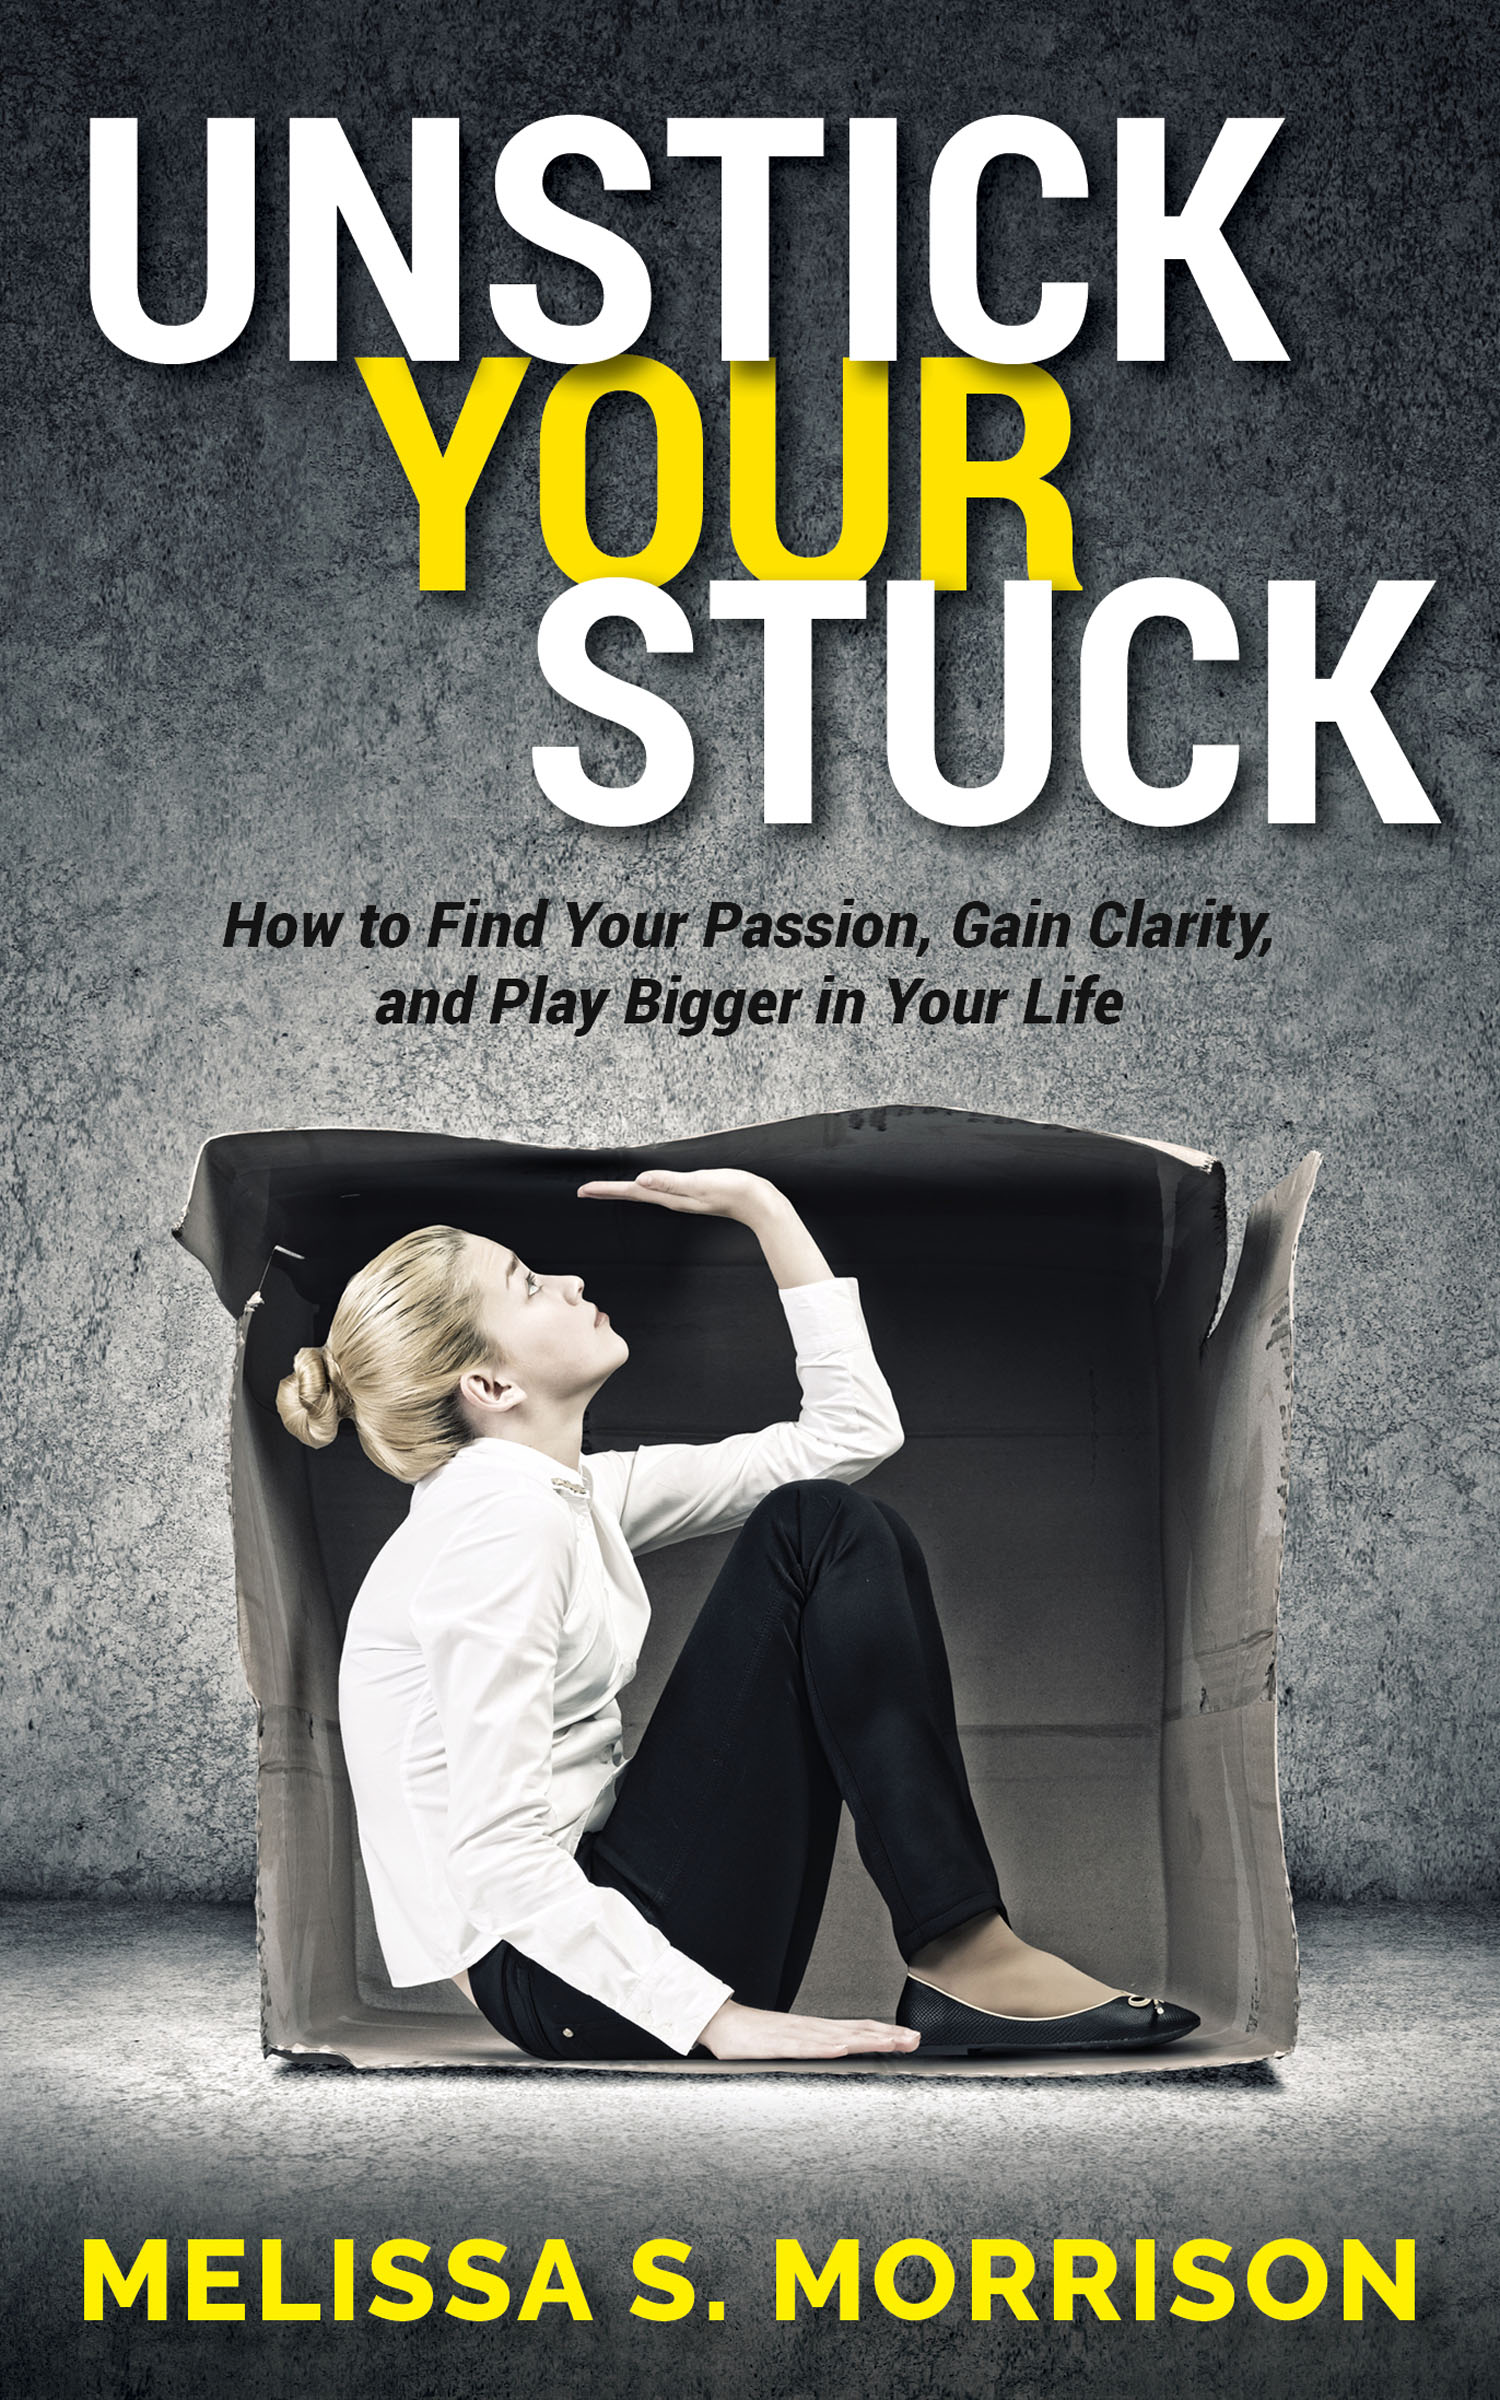 UNSTICK
YOUR
STUCK
How to Find Your Passion, Gain Clarity,
and Play Bigger in Your Life
MELISSA S. MORRISON